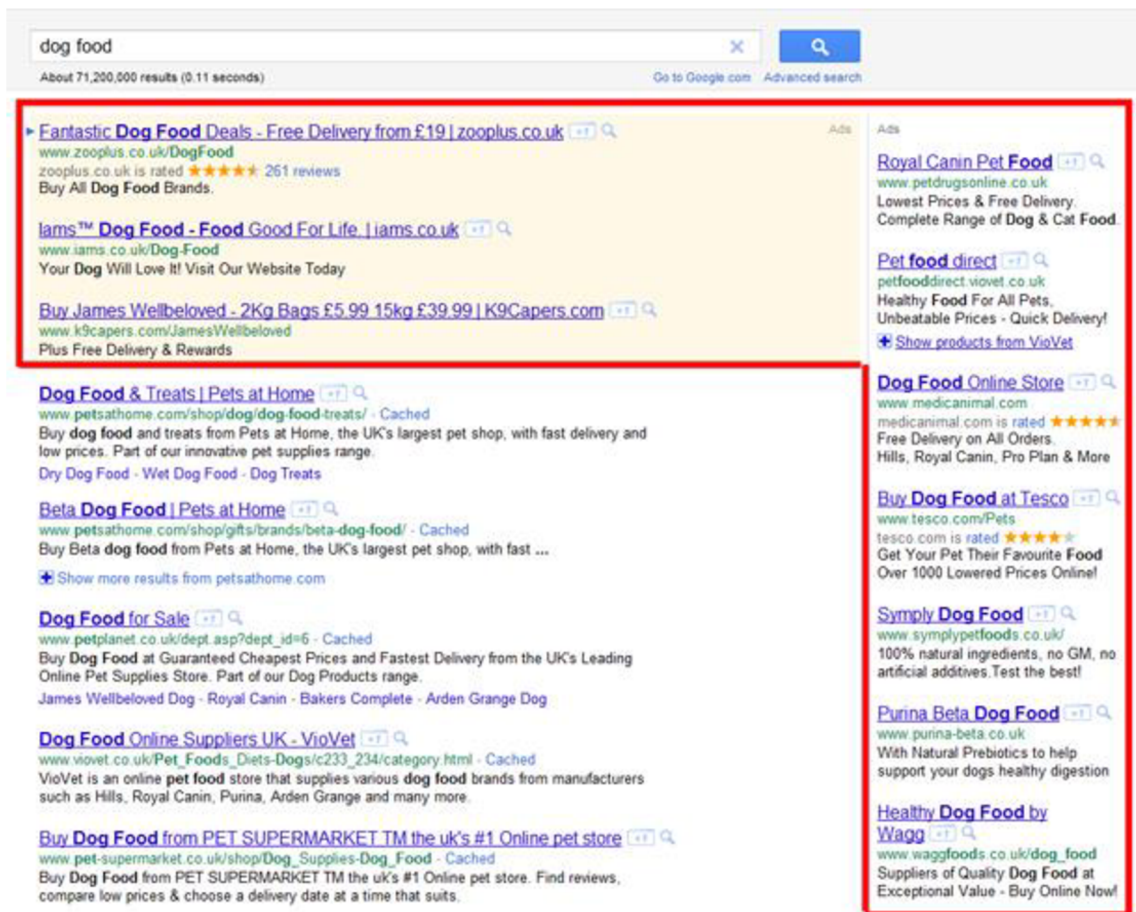 dog food
About 71,200,000 results (0.11 seconds)
Go to Google.com Advanced search
Fantastic Dog Food Deals - Free Delivery from £19 | zooplus.co.uk +1
Ads
www.zooplus.co.uk/DogFood
zooplus.co.uk is rated 261 reviews
Buy All Dog Food Brands.
Iams™ Dog Food - Food Good For Life. | iams.co.uk +1
www.iams.co.uk/Dog-Food
Your Dog Will Love It! Visit Our Website Today
Buy James Wellbeloved - 2Kg Bags £5.99 15kg £39.99 | K9Capers.com +1
www.k9capers.com/JamesWellbeloved
Plus Free Delivery & Rewards
Dog Food & Treats | Pets at Home +1
www.petsathome.com/shop/dog/dog-food-treats/ - Cached
Buy dog food and treats from Pets at Home, the UK's largest pet shop, with fast delivery and
low prices. Part of our innovative pet supplies range.
Dry Dog Food - Wet Dog Food - Dog Treats
Beta Dog Food | Pets at Home +1
www.petsathome.com/shop/gifts/brands/beta-dog-food/ - Cached
Buy Beta dog food from Pets at Home, the UK's largest pet shop, with fast ...
Show more results from petsathome.com
Dog Food for Sale +1
www.petplanet.co.uk/dept.asp?dept_id=6 - Cached
Buy Dog Food at Guaranteed Cheapest Prices and Fastest Delivery from the UK's Leading
Online Pet Supplies Store. Part of our Dog Products range.
James Wellbeloved Dog - Royal Canin - Bakers Complete - Arden Grange Dog
Dog Food Online Suppliers UK - VioVet +1
www.viovet.co.uk/Pet_Foods_Diets-Dogs/c233_234/category.html - Cached
VioVet is an online pet food store that supplies various dog food brands from manufacturers
such as Hills, Royal Canin, Purina, Arden Grange and many more.
Buy Dog Food from PET SUPERMARKET TM the uk's #1 Online pet store +1
www.pet-supermarket.co.uk/shop/Dog_Supplies-Dog_Food - Cached
Buy Dog Food from PET SUPERMARKET TM the uk's #1 Online pet store. Find reviews,
compare low prices & choose a delivery date at a time that suits.
Ads
Royal Canin Pet Food +1
www.petdrugsonline.co.uk
Lowest Prices & Free Delivery.
Complete Range of Dog & Cat Food.
Pet food direct +1
petfooddirect.viovet.co.uk
Healthy Food For All Pets,
Unbeatable Prices - Quick Delivery!
Show products from VioVet
Dog Food Online Store +1
www.medicanimal.com
medicanimal.com is rated
Free Delivery on All Orders.
Hills, Royal Canin, Pro Plan & More
Buy Dog Food at Tesco +1
www.tesco.com/Pets
tesco.com is rated
Get Your Pet Their Favourite Food
Over 1000 Lowered Prices Online!
Symply Dog Food +1
www.symplypetfoods.co.uk/
100% natural ingredients, no GM, no
artificial additives.Test the best!
Purina Beta Dog Food +1
www.purina-beta.co.uk
With Natural Prebiotics to help
support your dogs healthy digestion
Healthy Dog Food by
Wagg +1
www.waggfoods.co.uk/dog_food
Suppliers of Quality Dog Food at
Exceptional Value - Buy Online Now!